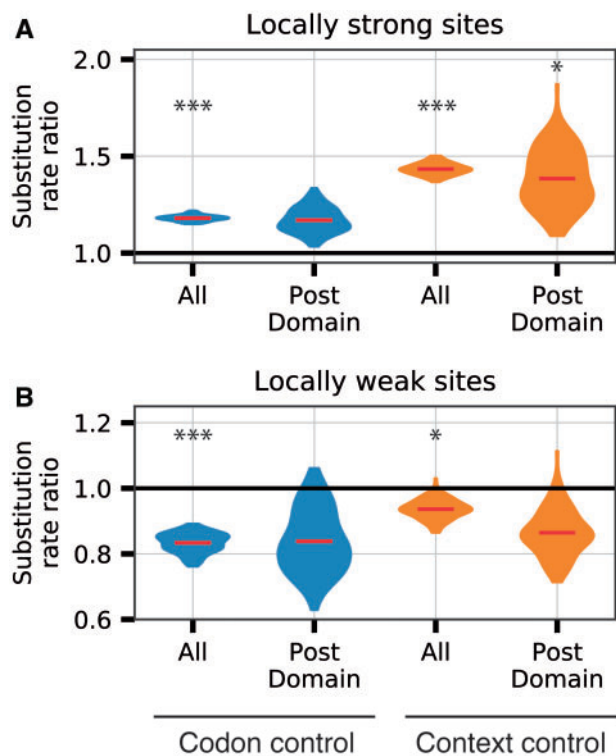 A
Locally strong sites
Substitution
rate ratio
2.0
1.5
1.0
***
***
*
All
Post
Domain
All
Post
Domain
B
Locally weak sites
Substitution
rate ratio
1.2
1.0
0.8
0.6
***
*
All
Post
Domain
All
Post
Domain
Codon control
Context control